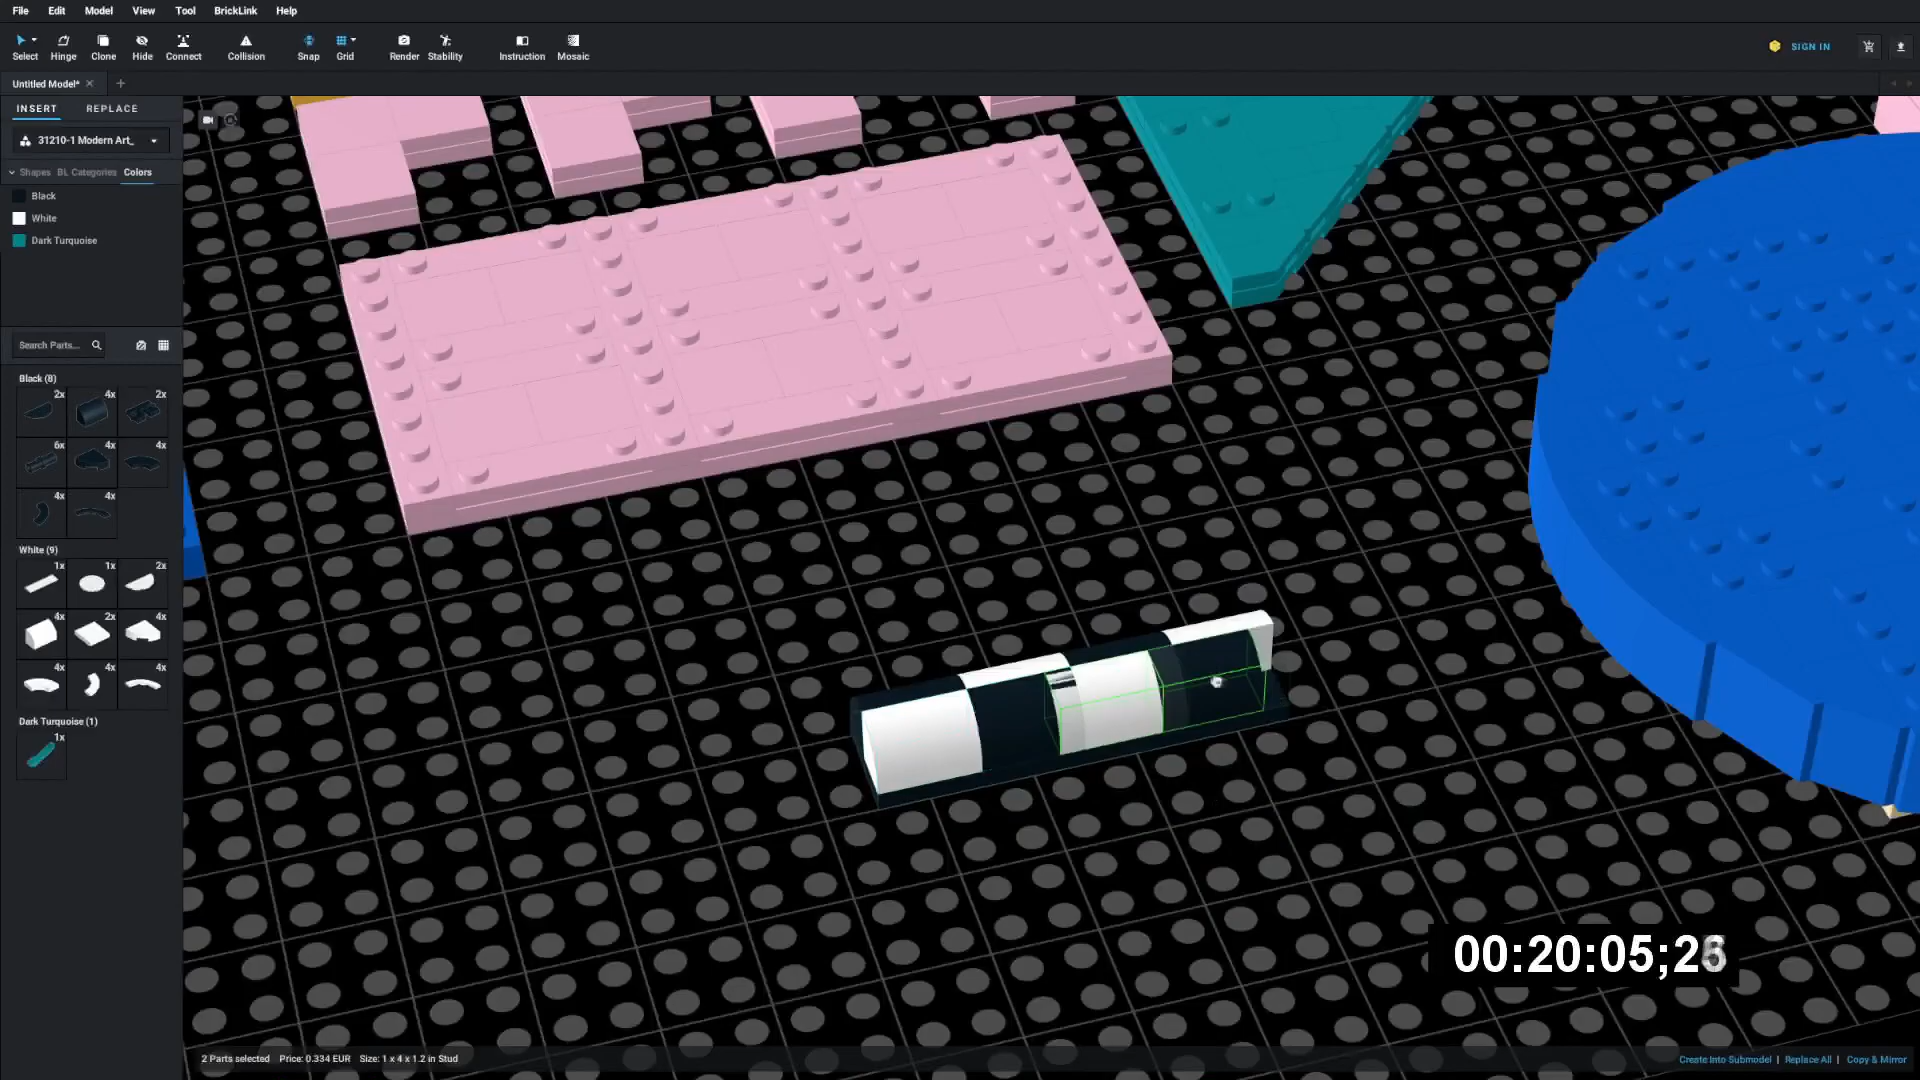 File Edit Model View Tool BrickLink Help
Select Hinge Clone Hide Connect Collision Snap Grid Render Stability Instruction Mosaic
SIGN IN
Untitled Model*
INSERT REPLACE
31210-1 Modern Art_
Shapes BL Categories Colors
Black
White
Dark Turquoise
Search Parts...
Black (8)
2x 4x 2x
6x 4x 4x
4x 4x
White (9)
1x 1x 2x
4x 2x 4x
4x 4x 4x
Dark Turquoise (1)
1x
00:20:05;2
2 Parts selected Price: 0.334 EUR Size: 1 x 4 x 1.2 in Stud
Create Into Submodel | Replace All | Copy & Mirror